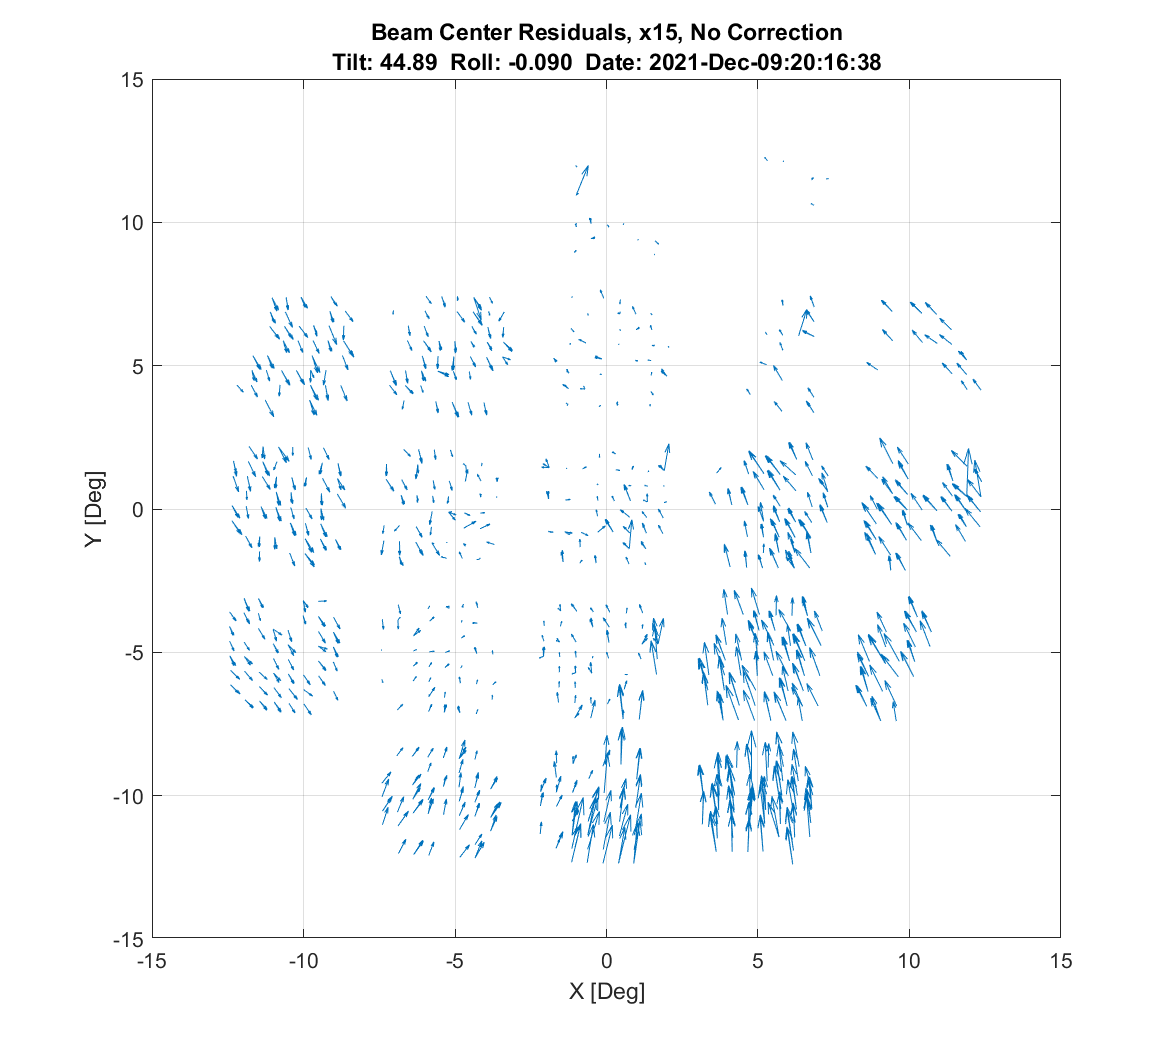 Beam Center Residuals, x15, No Correction
Tilt: 44.89 Roll: -0.090 Date: 2021-Dec-09:20:16:38
15
10
5
0
-5
-10
-15
Y [Deg]
-15 -10 -5 0 5 10 15
X [Deg]